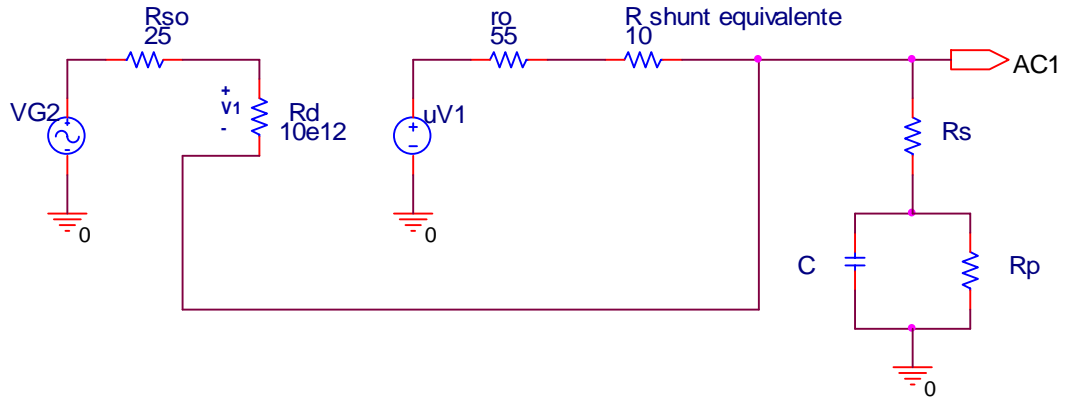 Rso
25
ro
55
R shunt equivalente
10
AC1
VG2
+
V1
-
Rd
10e12
uV1
Rs
C
Rp
0
0
0